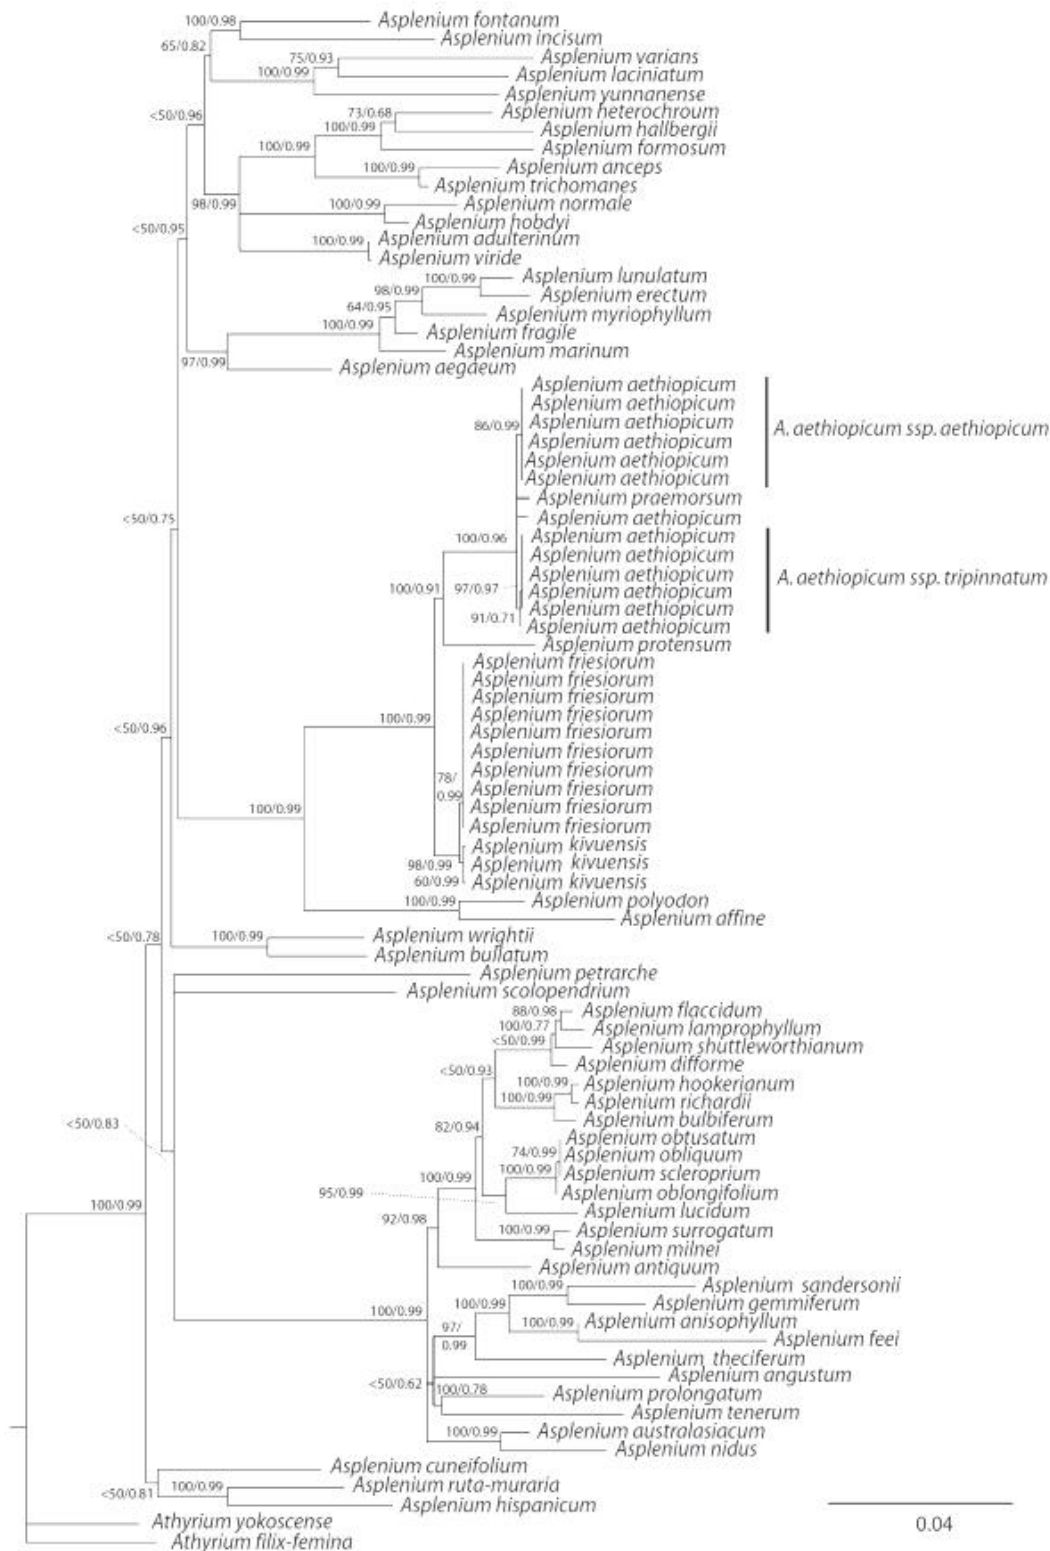 100/0.98
Asplenium fontanum
Asplenium incisum
65/0.82
75/0.93
Asplenium varians
Asplenium laciniatum
100/0.99
Asplenium yunnanense
<50/0.96
73/0.68
Asplenium heterochroum
100/0.99
Asplenium hallbergii
100/0.99
Asplenium formosum
100/0.99
Asplenium anceps
Asplenium trichomanes
98/0.99
100/0.99
Asplenium normale
Asplenium hobdyi
<50/0.95
100/0.99
Asplenium adulterinum
Asplenium viride
100/0.99
Asplenium lunulatum
98/0.99
Asplenium erectum
64/0.95
Asplenium myriophyllum
100/0.99
Asplenium fragile
Asplenium marinum
97/0.99
Asplenium aegaeum
Asplenium aethiopicum
Asplenium aethiopicum
86/0.99
Asplenium aethiopicum
A. aethiopicum ssp. aethiopicum
Asplenium aethiopicum
Asplenium aethiopicum
Asplenium aethiopicum
Asplenium praemorsum
<50/0.75
Asplenium aethiopicum
100/0.96
Asplenium aethiopicum
Asplenium aethiopicum
Asplenium aethiopicum
A. aethiopicum ssp. tripinnatum
100/0.91
97/0.97
Asplenium aethiopicum
Asplenium aethiopicum
91/0.71
Asplenium aethiopicum
Asplenium protensum
Asplenium friesiorum
Asplenium friesiorum
Asplenium friesiorum
100/0.99
Asplenium friesiorum
<50/0.96
Asplenium friesiorum
Asplenium friesiorum
Asplenium friesiorum
78/
0.99
Asplenium friesiorum
100/0.99
Asplenium friesiorum
Asplenium friesiorum
Asplenium kivuensis
98/0.99
Asplenium kivuensis
60/0.99
Asplenium kivuensis
100/0.99
Asplenium polyodon
Asplenium affine
<50/0.78
100/0.99
Asplenium wrightii
Asplenium bullatum
Asplenium petrarche
Asplenium scolopendrium
88/0.98
Asplenium flaccidum
100/0.77
Asplenium lamprophyllum
<50/0.99
Asplenium shuttleworthianum
Asplenium difforme
<50/0.93
100/0.99
Asplenium hookerianum
100/0.99
Asplenium richardii
Asplenium bulbiferum
<50/0.83
82/0.94
Asplenium obtusatum
74/0.99
Asplenium obliquum
100/0.99
Asplenium scleroprium
100/0.99
95/0.99
Asplenium oblongifolium
100/0.99
Asplenium lucidum
92/0.98
100/0.99
Asplenium surrogatum
Asplenium milnei
Asplenium antiquum
100/0.99
Asplenium sandersonii
100/0.99
Asplenium gemmiferum
100/0.99
100/0.99
Asplenium anisophyllum
97/
0.99
Asplenium feei
Asplenium theciferum
<50/0.62
Asplenium angustum
100/0.78
Asplenium prolongatum
Asplenium tenerum
100/0.99
Asplenium australasiacum
Asplenium nidus
Asplenium cuneifolium
<50/0.81
100/0.99
Asplenium ruta-muraria
Asplenium hispanicum
Athyrium yokoscense
0.04
Athyrium filix-femina